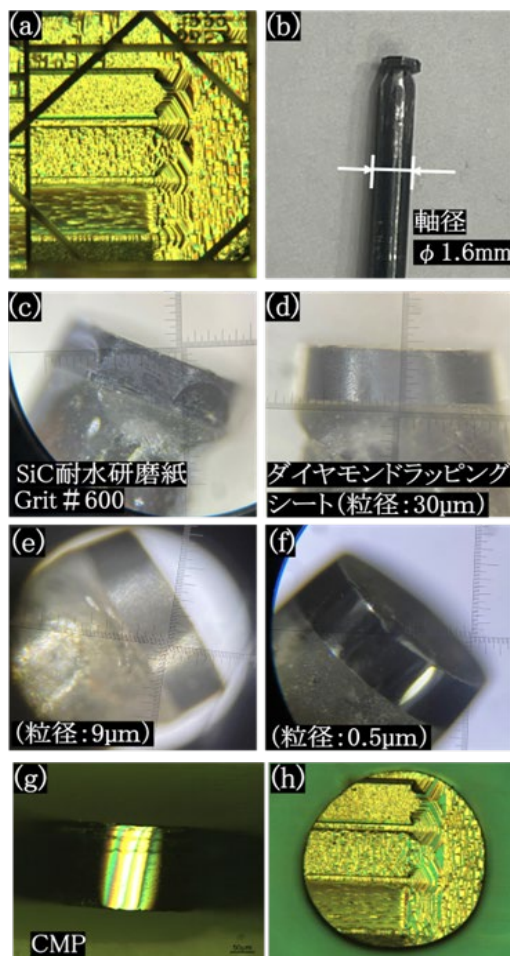 (a)
(b)
軸径
φ 1.6mm
(c)
SiC耐水研磨紙
Grit＃600
(d)
ダイヤモンドラッピング
シート(粒径:30μm)
(e)
(粒径:9μm)
(f)
(粒径:0.5μm)
(g)
CMP
(h)